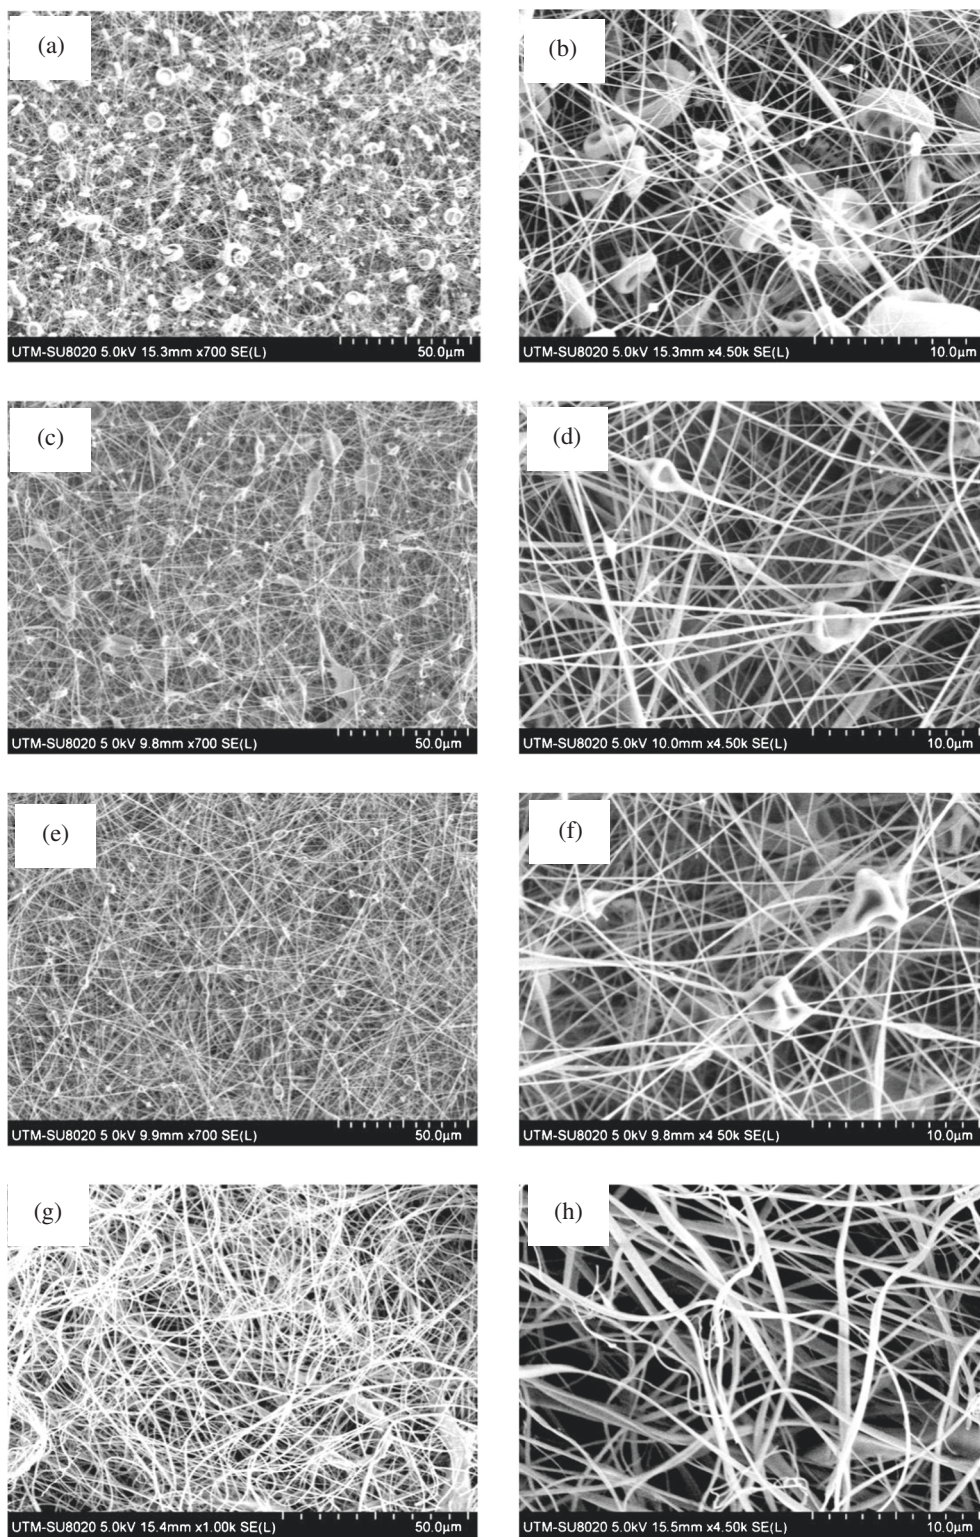 (a)
(b)
UTM-SU8020 5.0kV 15.3mm x700 SE(L) 50.0µm
UTM-SU8020 5.0kV 15.3mm x4.50k SE(L) 10.0µm
(c)
(d)
UTM-SU8020 5 0kV 9.8mm x700 SE(L) 50.0µm
UTM-SU8020 5.0kV 10.0mm x4.50k SE(L) 10.0µm
(e)
(f)
UTM-SU8020 5 0kV 9.9mm x700 SE(L) 50.0µm
UTM-SU8020 5 0kV 9.8mm x4 50k SE(L) 10.0µm
(g)
(h)
UTM-SU8020 5.0kV 15.4mm x1.00k SE(L) 50.0µm
UTM-SU8020 5.0kV 15.5mm x4.50k SE(L) 10.0µm